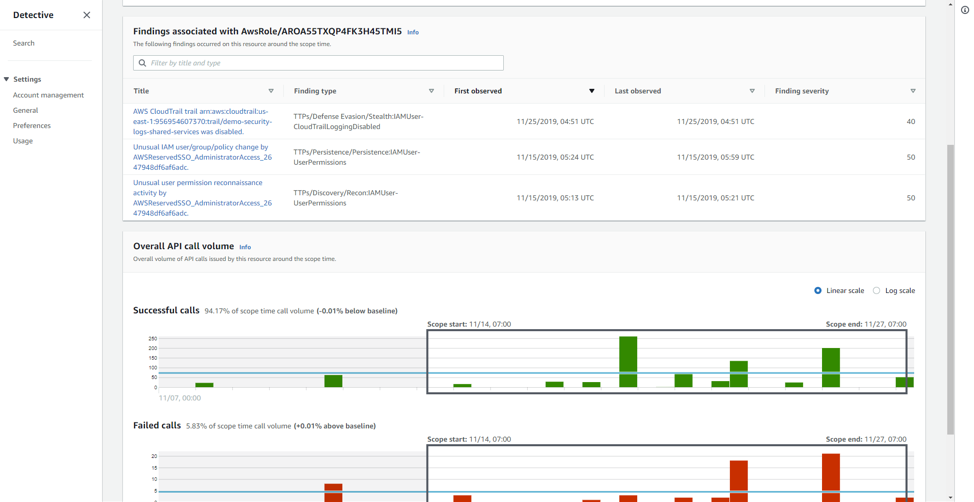 Detective
Search
Settings
Account management
General
Preferences
Usage
Findings associated with AwsRole/AROA55TXQP4FK3H45TMI5 Info
The following findings occurred on this resource around the scope time.
Filter by title and type
Title Finding type First observed Last observed Finding severity
AWS CloudTrail trail arn:aws:cloudtrail:us-
east-1:956954607370:trail/demo-security-
logs-shared-services was disabled.
TTPs/Defense Evasion/Stealth:IAMUser-
CloudTrailLoggingDisabled
11/25/2019, 04:51 UTC 11/25/2019, 04:51 UTC 40
Unusual IAM user/group/policy change by
AWSReservedSSO_AdministratorAccess_26
47948df6af6adc.
TTPs/Persistence/Persistence:IAMUser-
UserPermissions
11/15/2019, 05:24 UTC 11/15/2019, 05:59 UTC 50
Unusual user permission reconnaissance
activity by
AWSReservedSSO_AdministratorAccess_26
47948df6af6adc.
TTPs/Discovery/Recon:IAMUser-
UserPermissions
11/15/2019, 05:13 UTC 11/15/2019, 05:21 UTC 50
Overall API call volume Info
Overall volume of API calls issued by this resource around the scope time.
Linear scale Log scale
Successful calls 94.17% of scope time call volume (-0.01% below baseline)
Scope start: 11/14, 07:00 Scope end: 11/27, 07:00
250
200
150
100
50
0
11/07, 00:00
Failed calls 5.83% of scope time call volume (+0.01% above baseline)
Scope start: 11/14, 07:00 Scope end: 11/27, 07:00
20
15
10
5